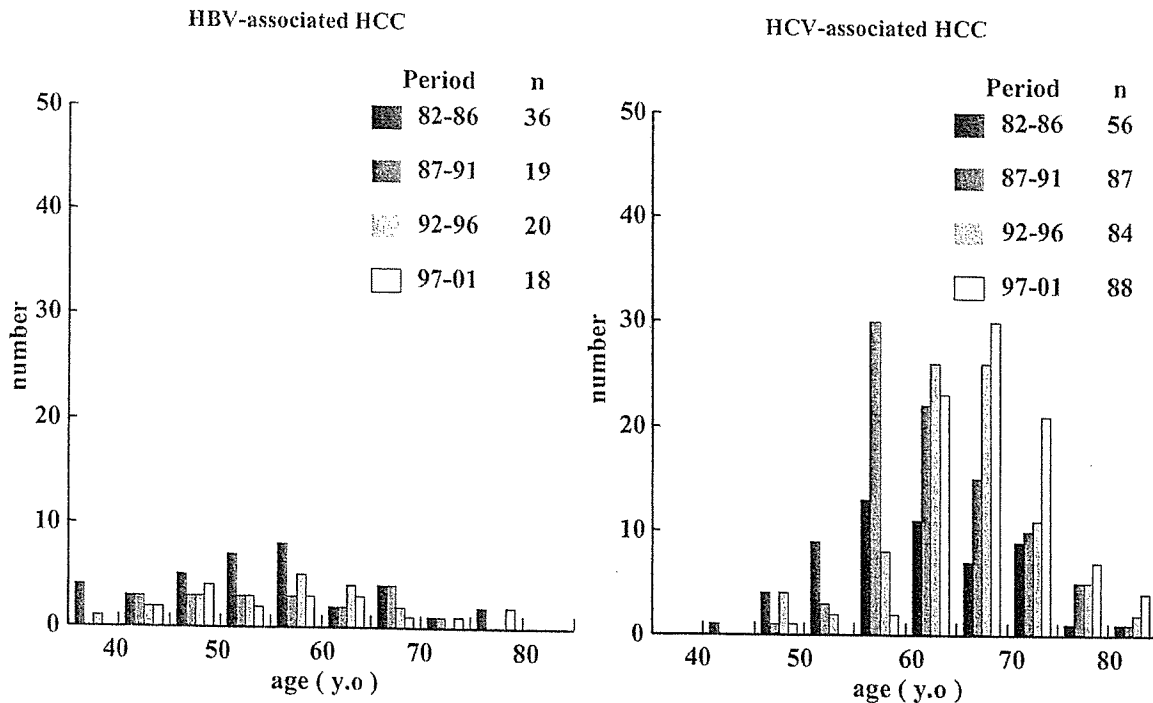 HBV-associated HCC
Period n
82-86 36
87-91 19
92-96 20
97-01 18
50
40
30
20
10
0
number
40 50 60 70 80
age ( y.o )
HCV-associated HCC
Period n
82-86 56
87-91 87
92-96 84
97-01 88
50
40
30
20
10
0
number
40 50 60 70 80
age ( y.o )